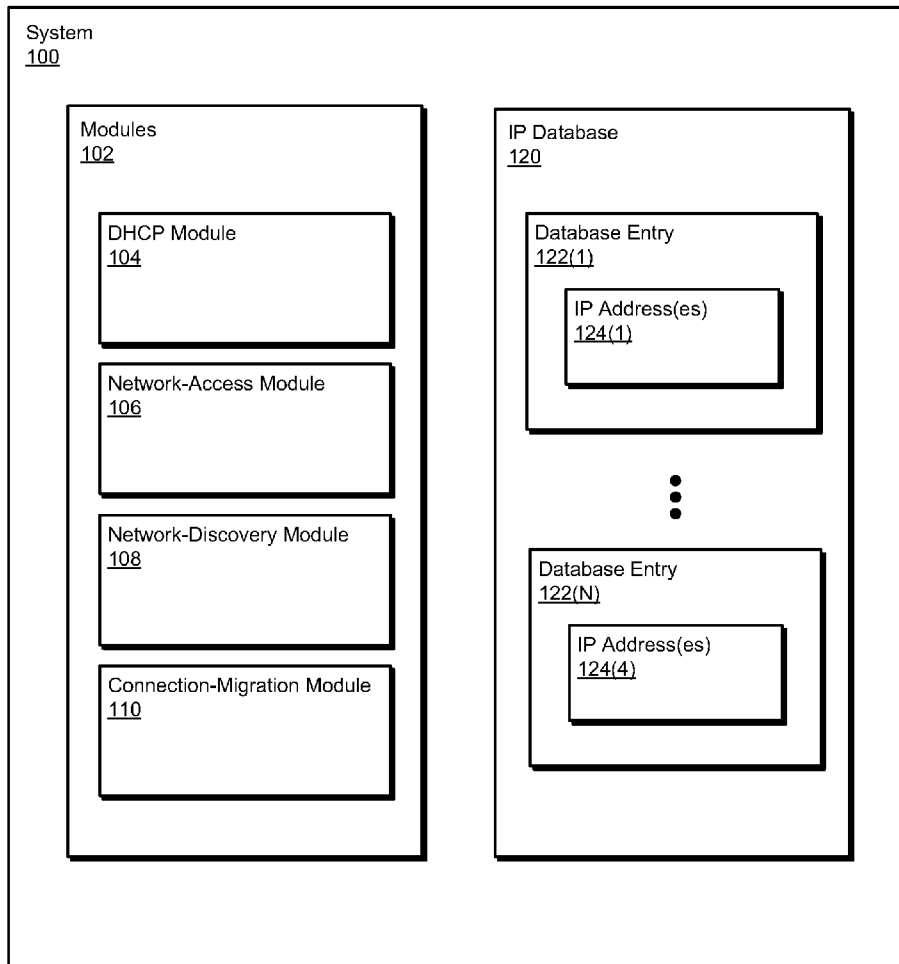 System
100
Modules
102
DHCP Module
104
Network-Access Module
106
Network-Discovery Module
108
Connection-Migration Module
110
IP Database
120
Database Entry
122(1)
IP Address(es)
124(1)
Database Entry
122(N)
IP Address(es)
124(4)